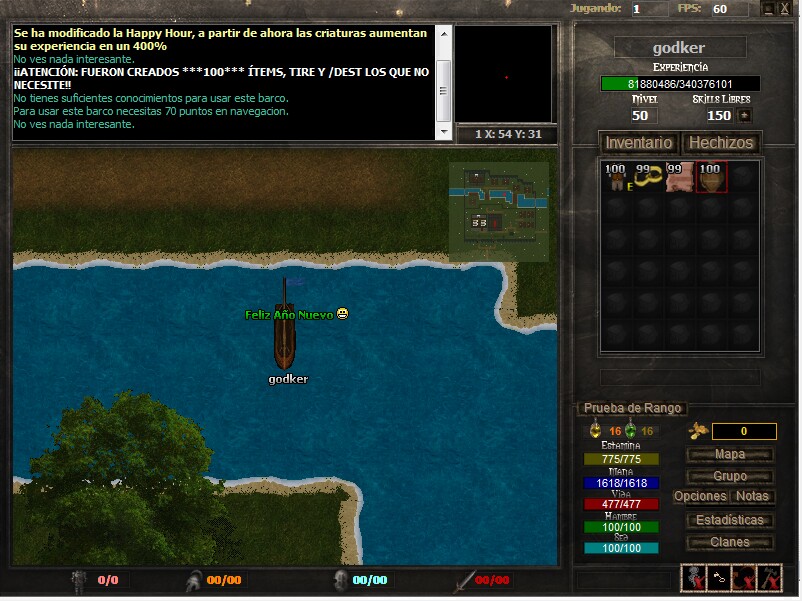 Jugando: 1 FPS: 60
Se ha modificado la Happy Hour, a partir de ahora las criaturas aumentan
su experiencia en un 400%
No ves nada interesante.
¡¡ATENCIÓN: FUERON CREADOS ***100*** ÍTEMS, TIRE Y /DEST LOS QUE NO
NECESITE!!
No tienes suficientes conocimientos para usar este barco.
Para usar este barco necesitas 70 puntos en navegacion.
No ves nada interesante.
1 X: 54 Y: 31
godker
Experiencia
81880486/340376101
Nivel
Skills Libres
50
150 +
Inventario
Hechizos
100 99 99 100
E
Feliz Año Nuevo
godker
Prueba de Rango
16 16
0
Estamina
775/775
Mana
1618/1618
Vida
477/477
Hambre
100/100
Sed
100/100
Mapa
Grupo
Opciones
Notas
Estadísticas
Clanes
0/0
00/00
00/00
00/00